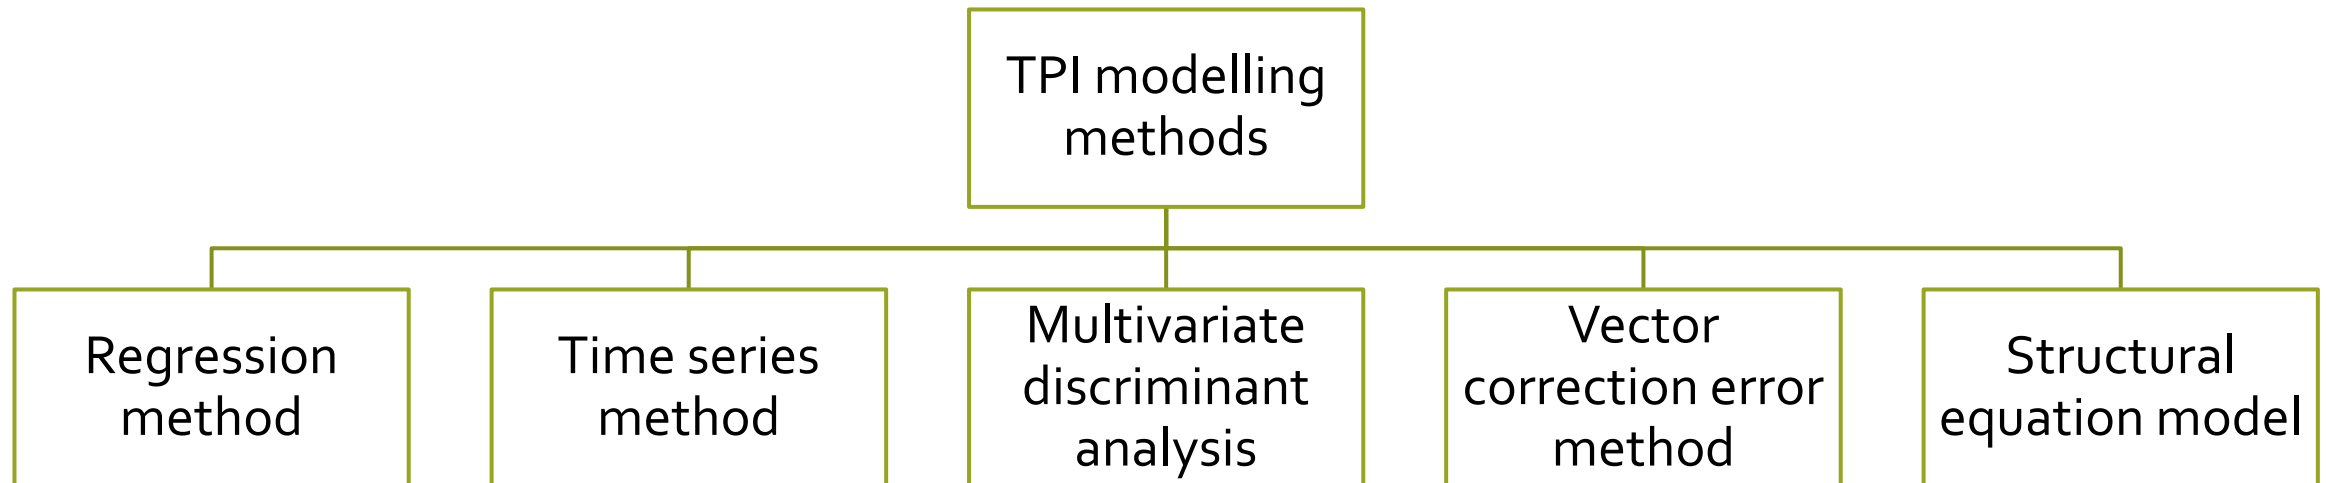 TPI modelling
methods
Regression
method
Time series
method
Multivariate
discriminant
analysis
Vector
correction error
method
Structural
equation model